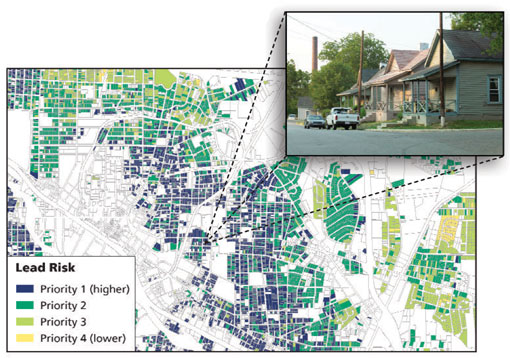 Lead Risk
Priority 1 (higher)
Priority 2
Priority 3
Priority 4 (lower)